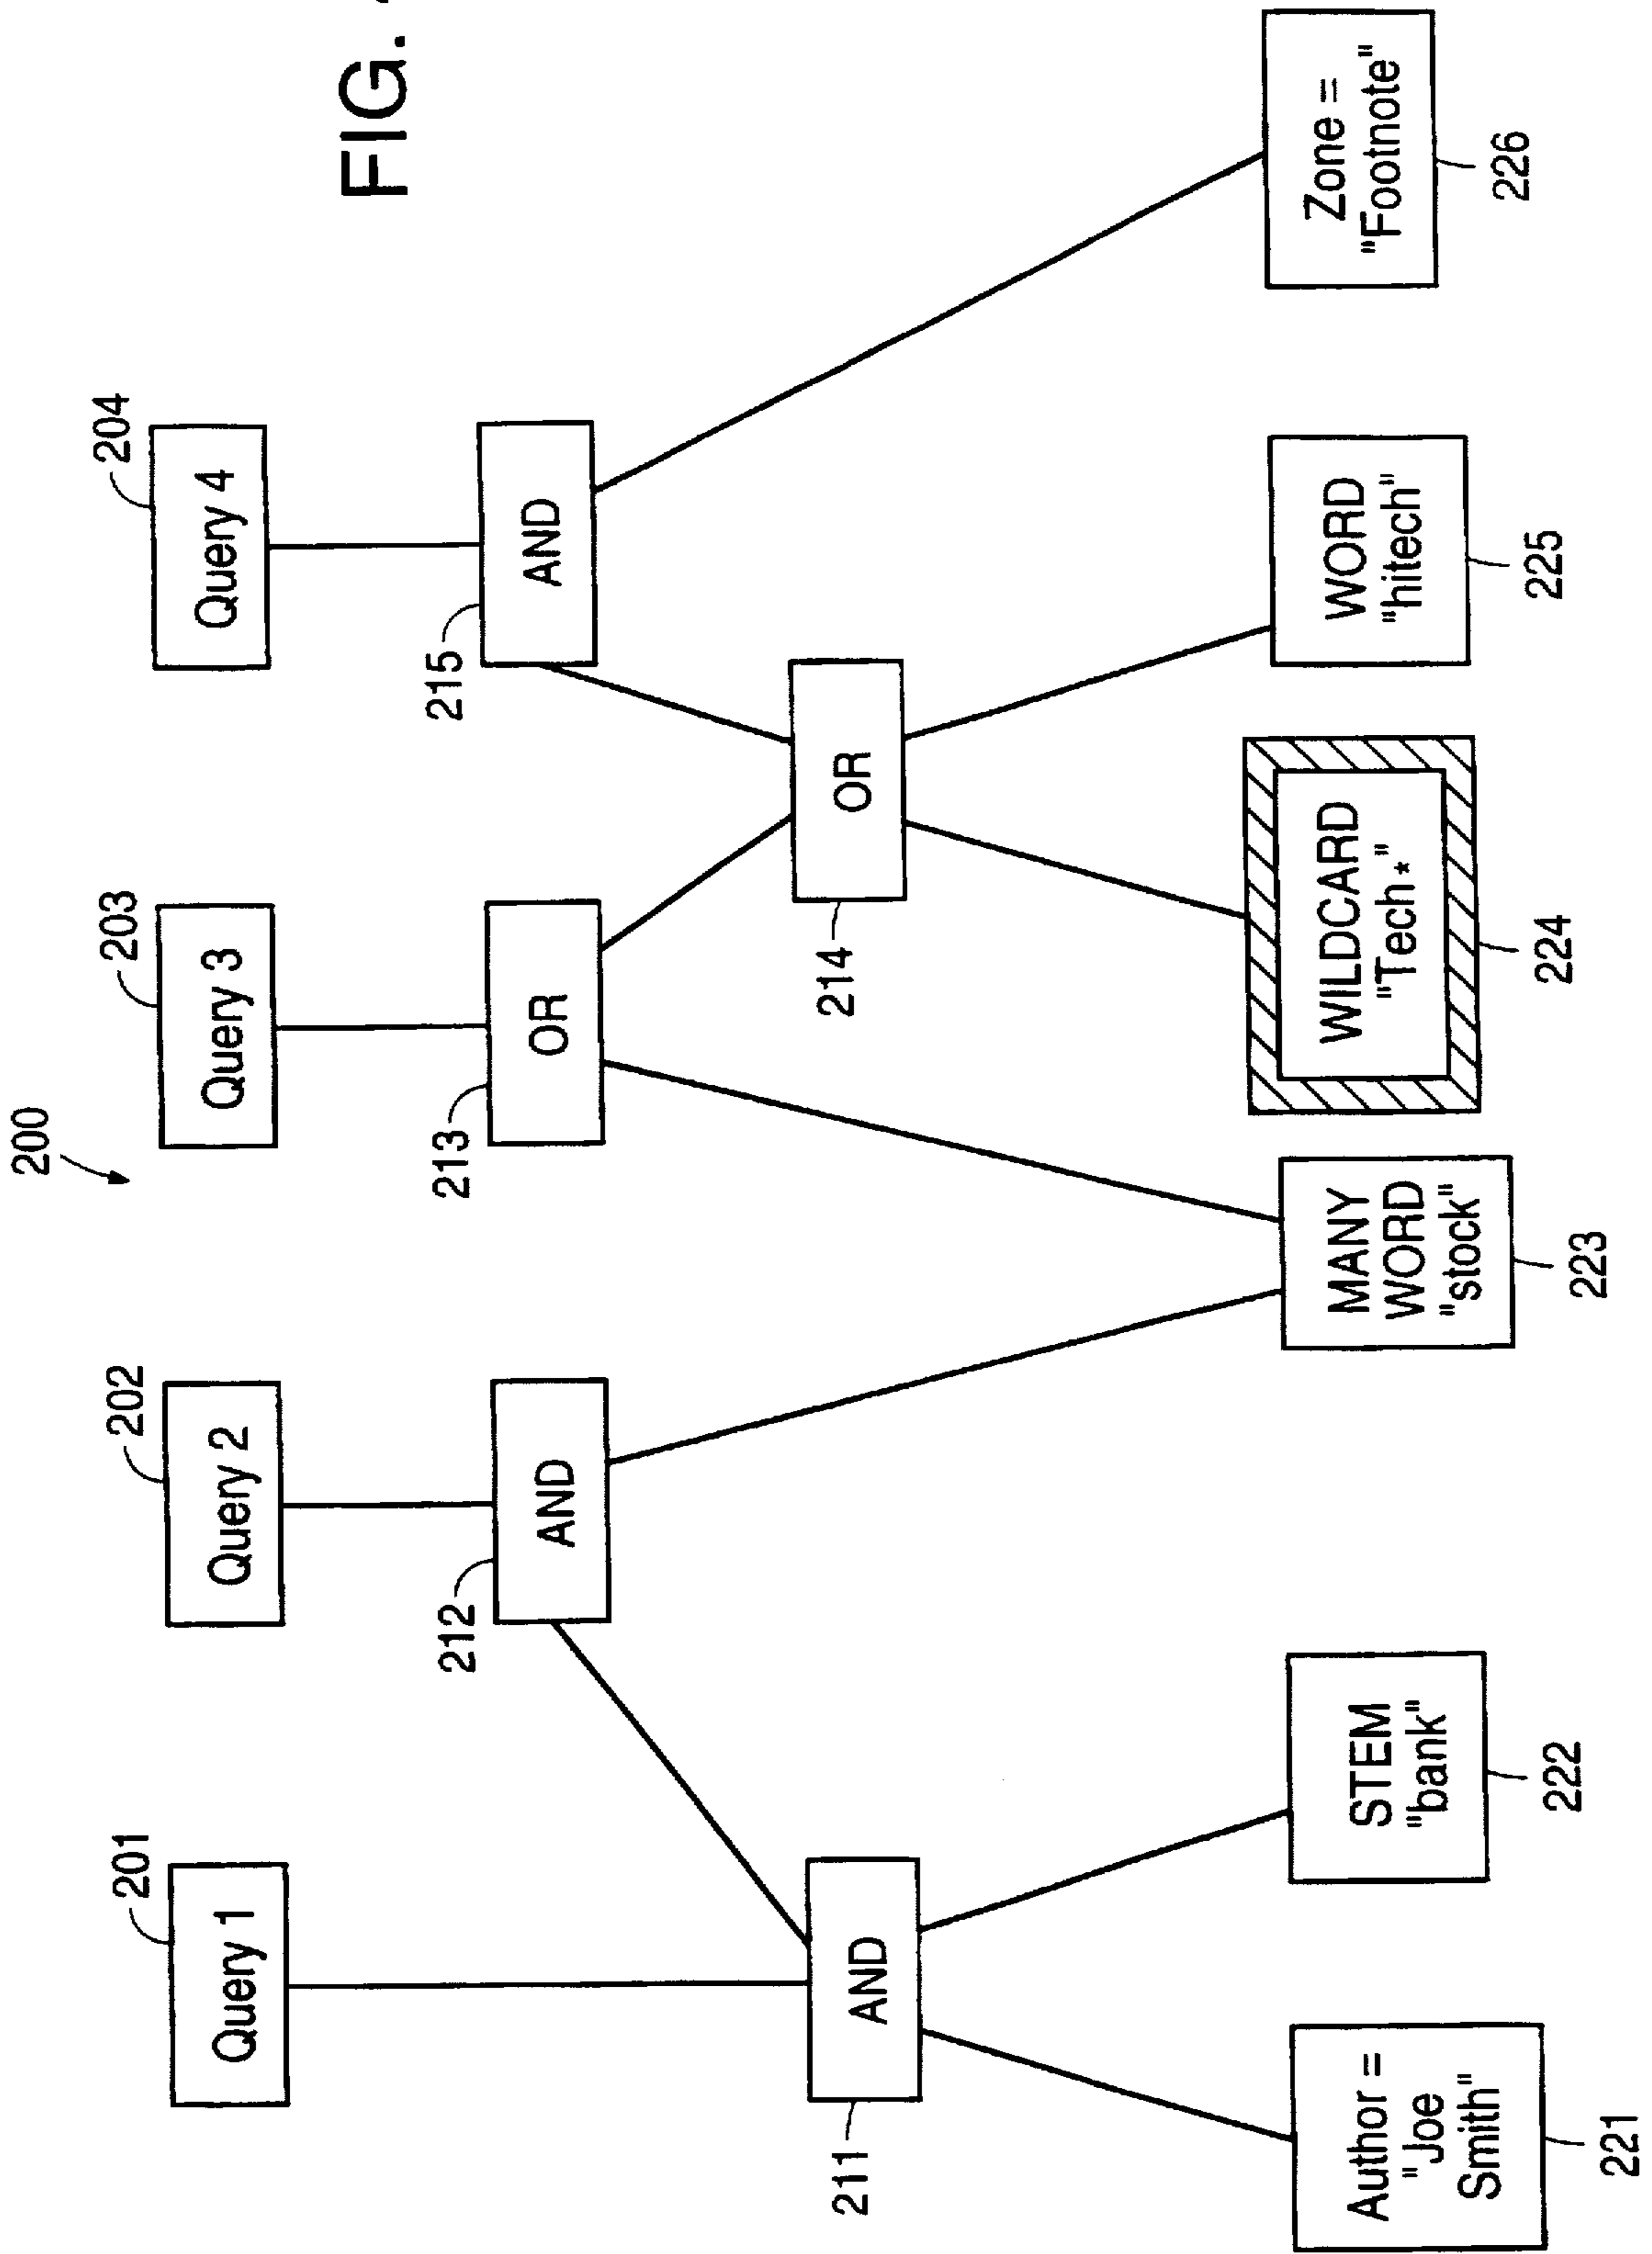 FIG.
200
201
202
203
204
Query 1
Query 2
Query 3
Query 4
212
213
215
AND
OR
AND
211
214
AND
OR
Author =
"Joe
Smith"
STEM
"bank"
MANY
WORD
"stock"
WILDCARD
"Tech*"
WORD
"hitech"
Zone =
"Footnote"
221
222
223
224
225
226